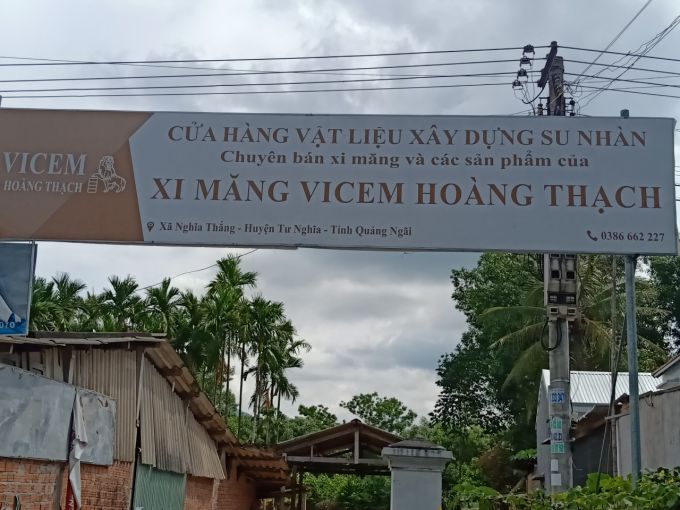 CỬA HÀNG VẬT LIỆU XÂY DỰNG SU NHÀN
Chuyên bán xi măng và các sản phẩm của
VICEM
HOÀNG THẠCH
XI MĂNG VICEM HOÀNG THẠCH
Xã Nghĩa Thắng - Huyện Tư Nghĩa - Tỉnh Quảng Ngãi
0386 662 227